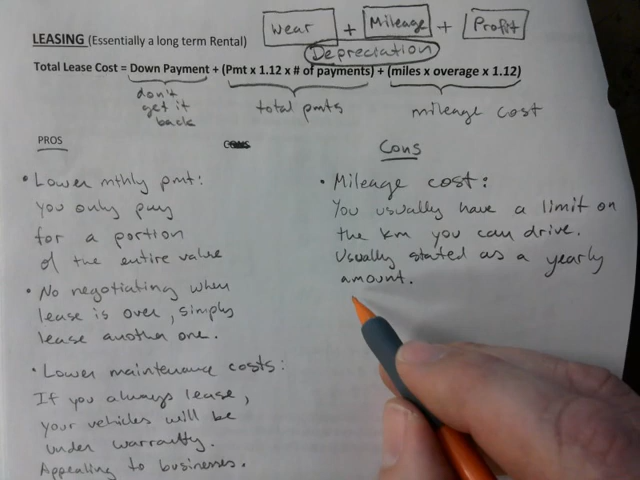 Wear + Mileage + Profit
LEASING (Essentially a long term Rental)
Depreciation
Total Lease Cost = Down Payment + (Pmt x 1.12 x # of payments) + (miles x overage x 1.12)
don't
get it
back
total pmts
mileage cost
PROS
Cons
• Lower mthly pmt:
you only pay
for a portion
of the entire value
• No negotiating when
lease is over, simply
lease another one.
• Lower maintenance costs:
If you always lease,
your vehicles will be
under warranty.
Appealing to businesses.
• Mileage cost:
You usually have a limit on
the km you can drive.
Usually stated as a yearly
amount.